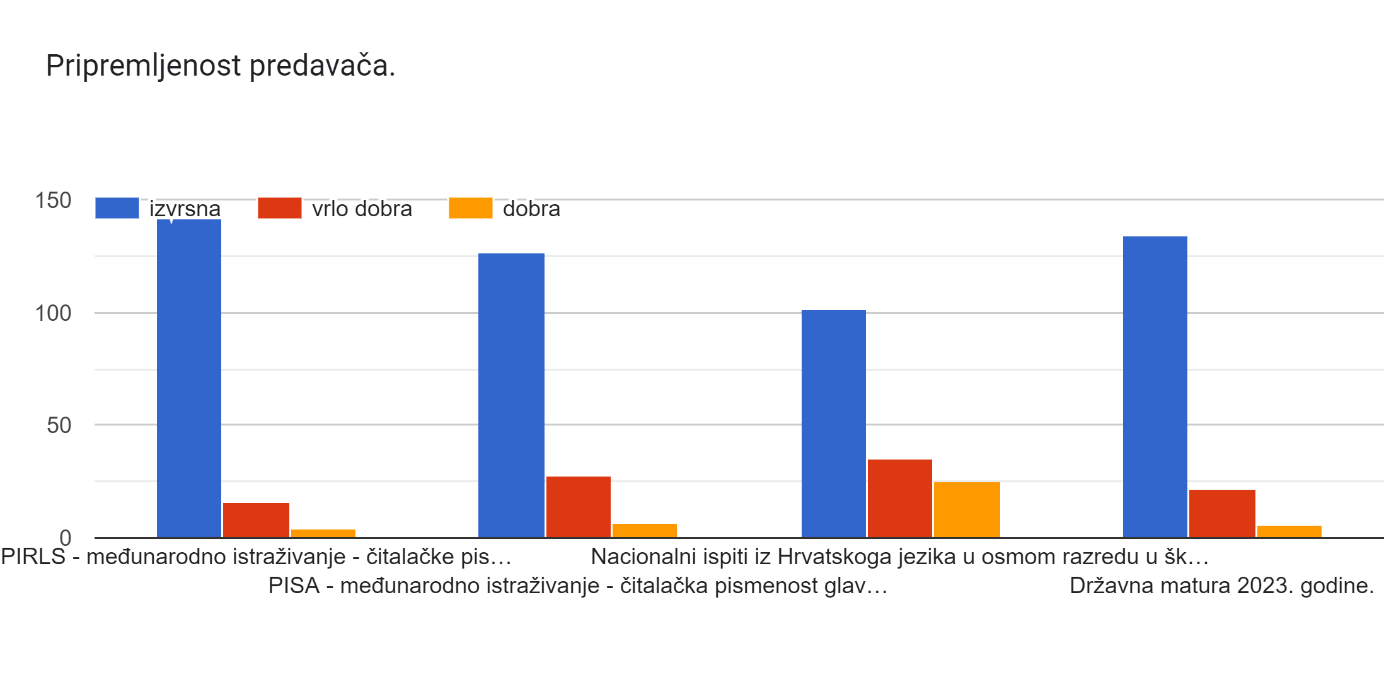 Pripremljenost predavača.
150
izvrsna
vrlo dobra
dobra
100
50
0
PIRLS - međunarodno istraživanje - čitalačke pis…
Nacionalni ispiti iz Hrvatskoga jezika u osmom razredu u šk…
PISA - međunarodno istraživanje - čitalačka pismenost glav…
Državna matura 2023. godine.